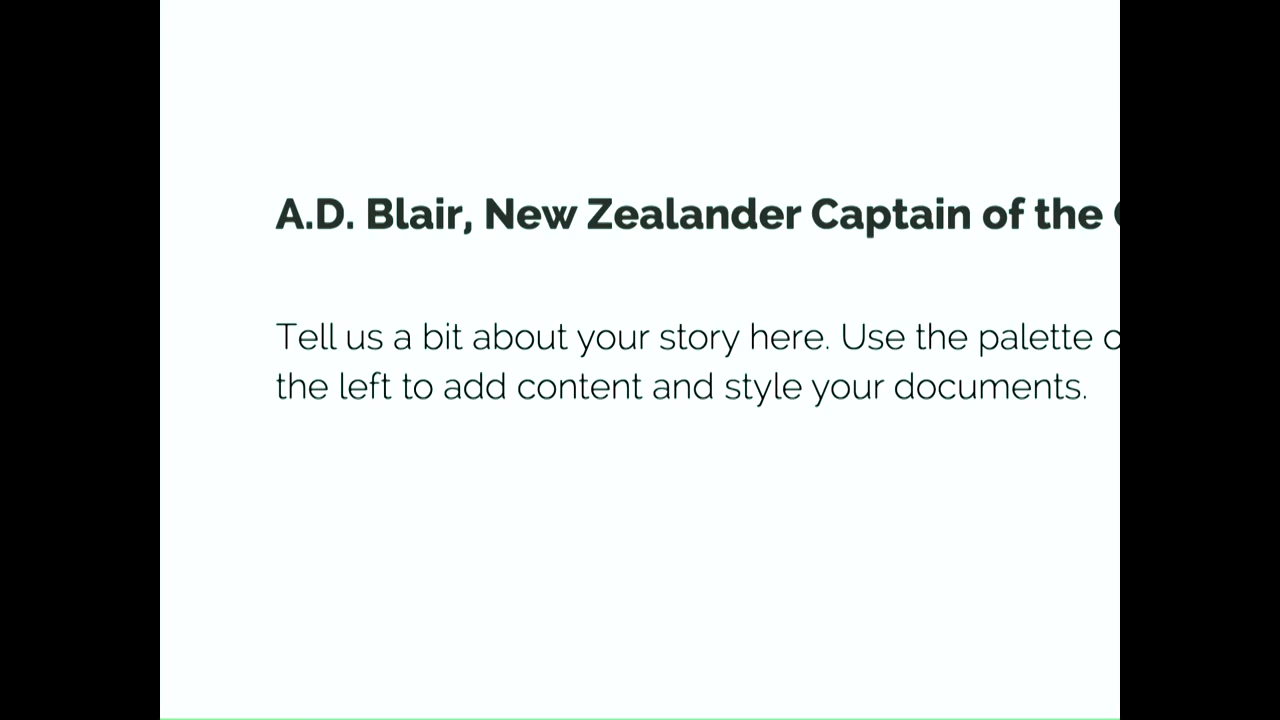 A.D. Blair, New Zealander Captain of the
Tell us a bit about your story here. Use the palette
the left to add content and style your documents.